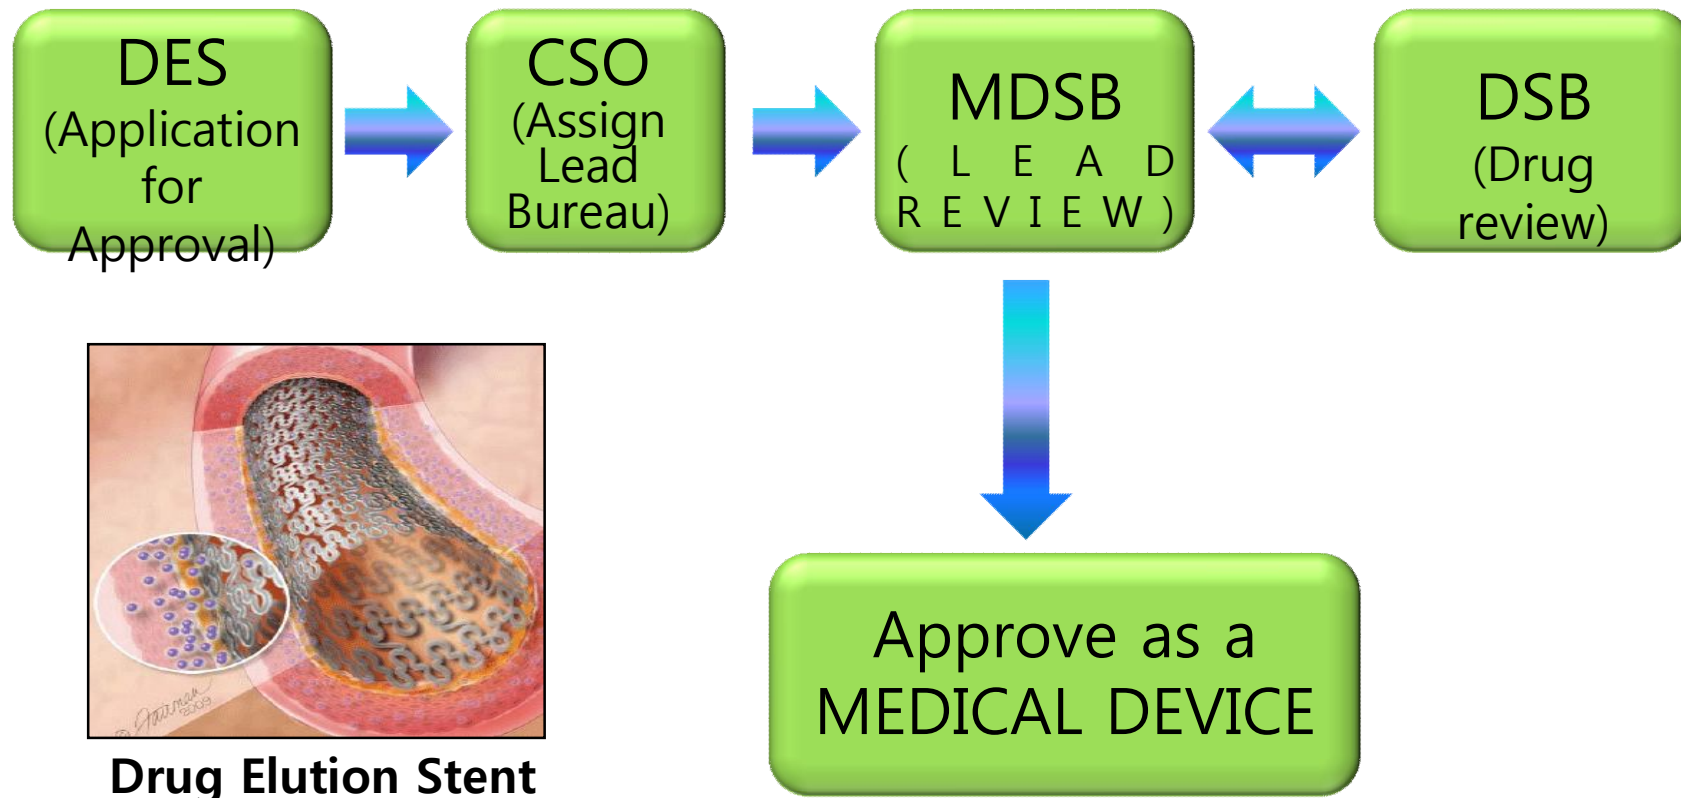 DES
(Application
for
Approval)
CSO
(Assign
Lead
Bureau)
MDSB
( L E A D
R E V I E W )
DSB
(Drug
review)
Approve as a
MEDICAL DEVICE
2009
Drug Elution Stent